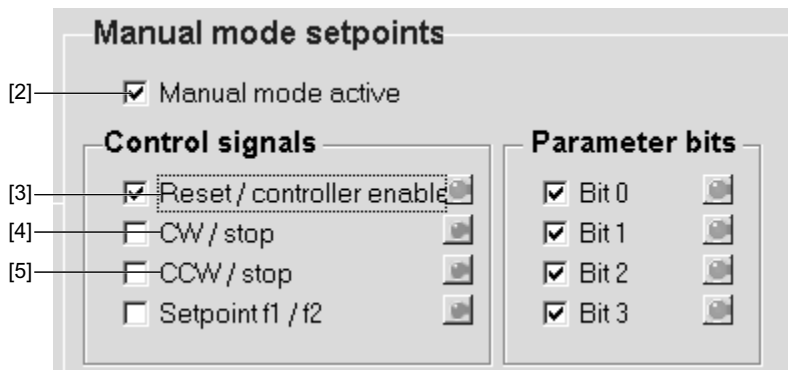 Manual mode setpoints
[2] Manual mode active
Control signals
[3] Reset / controller enable
[4] CW / stop
[5] CCW / stop
Setpoint f1 / f2
Parameter bits
Bit 0
Bit 1
Bit 2
Bit 3